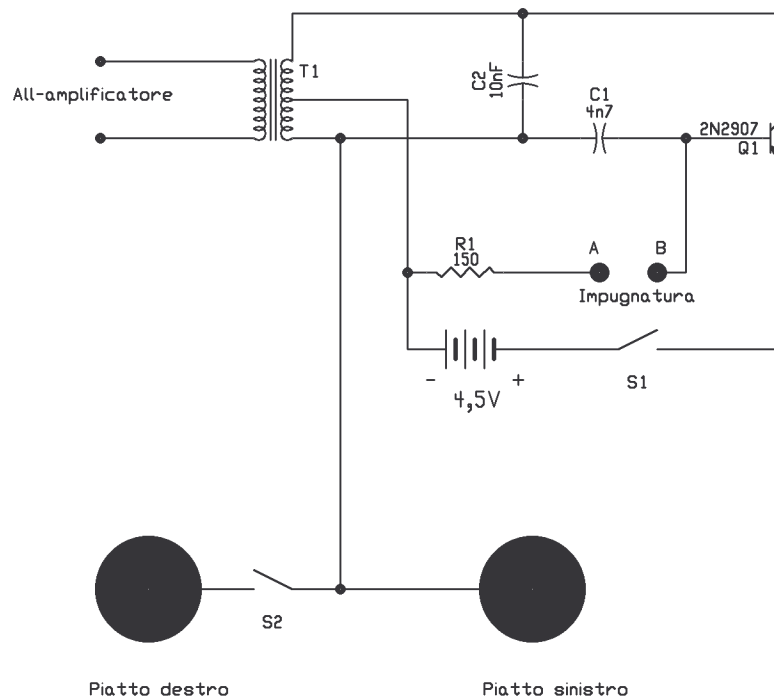 T1
All-amplificatore
C2
10nF
C1
4n7
2N2907
Q1
R1
150
A
B
Impugnatura
- +
4,5V
S1
S2
Piatto destro
Piatto sinistro